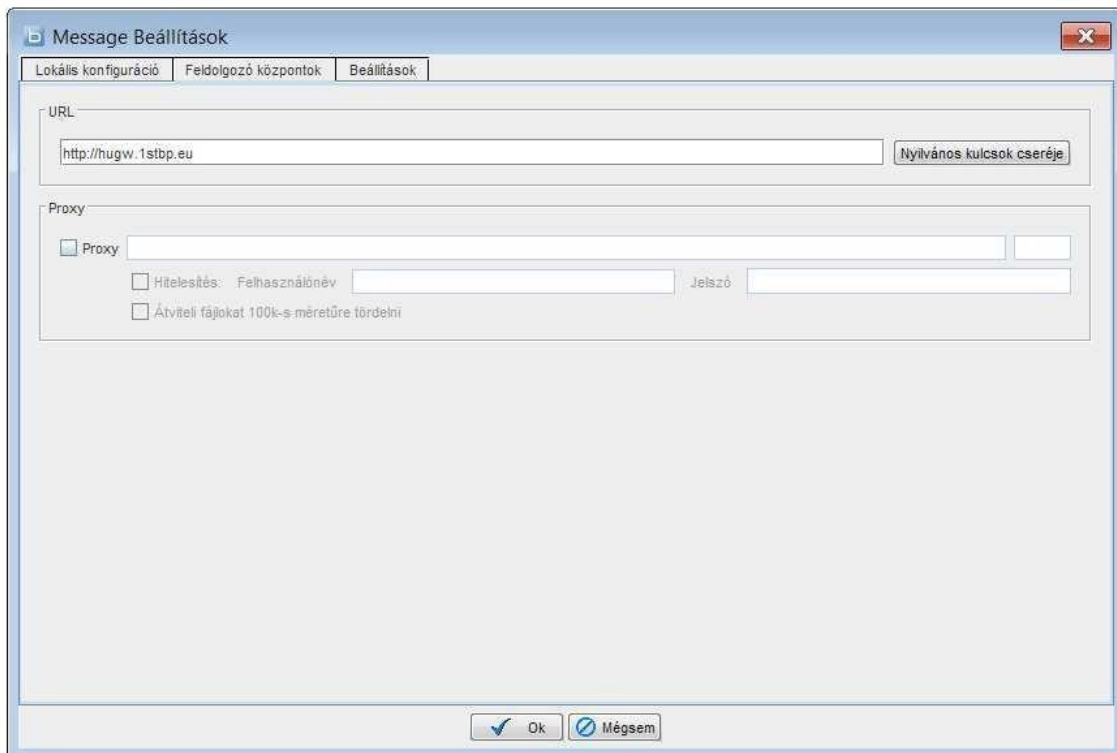 Message Beállítások
Lokális konfiguráció Feldolgozó központok Beállítások
URL
http://hugw.1stbp.eu Nyilvános kulcsok cseréje
Proxy
Proxy
Hitelesítés: Felhasználónév Jelszó
Átviteli fájlokat 100k-s méretűre tördelni
Ok Mégsem